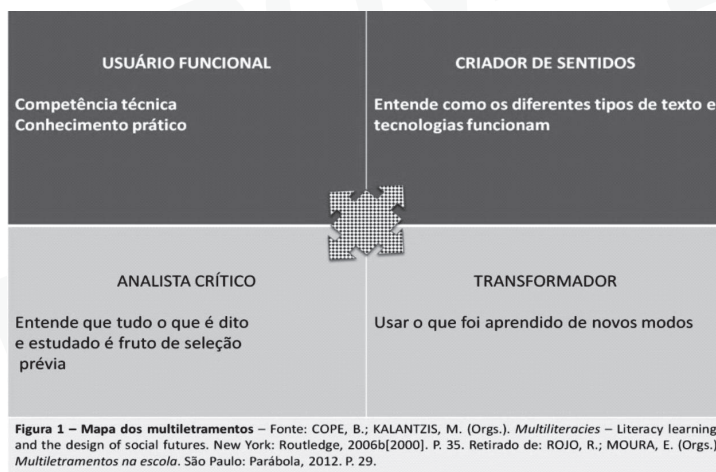 USUÁRIO FUNCIONAL
Competência técnica
Conhecimento prático
CRIADOR DE SENTIDOS
Entende como os diferentes tipos de texto e
tecnologias funcionam
ANALISTA CRÍTICO
Entende que tudo o que é dito
e estudado é fruto de seleção
prévia
TRANSFORMADOR
Usar o que foi aprendido de novos modos
Figura 1 – Mapa dos multiletramentos – Fonte: COPE, B.; KALANTZIS, M. (Orgs.). Multiliteracies – Literacy learning
and the design of social futures. New York: Routledge, 2006b[2000]. P. 35. Retirado de: ROJO, R.; MOURA, E. (Orgs.)
Multiletramentos na escola. São Paulo: Parábola, 2012. P. 29.